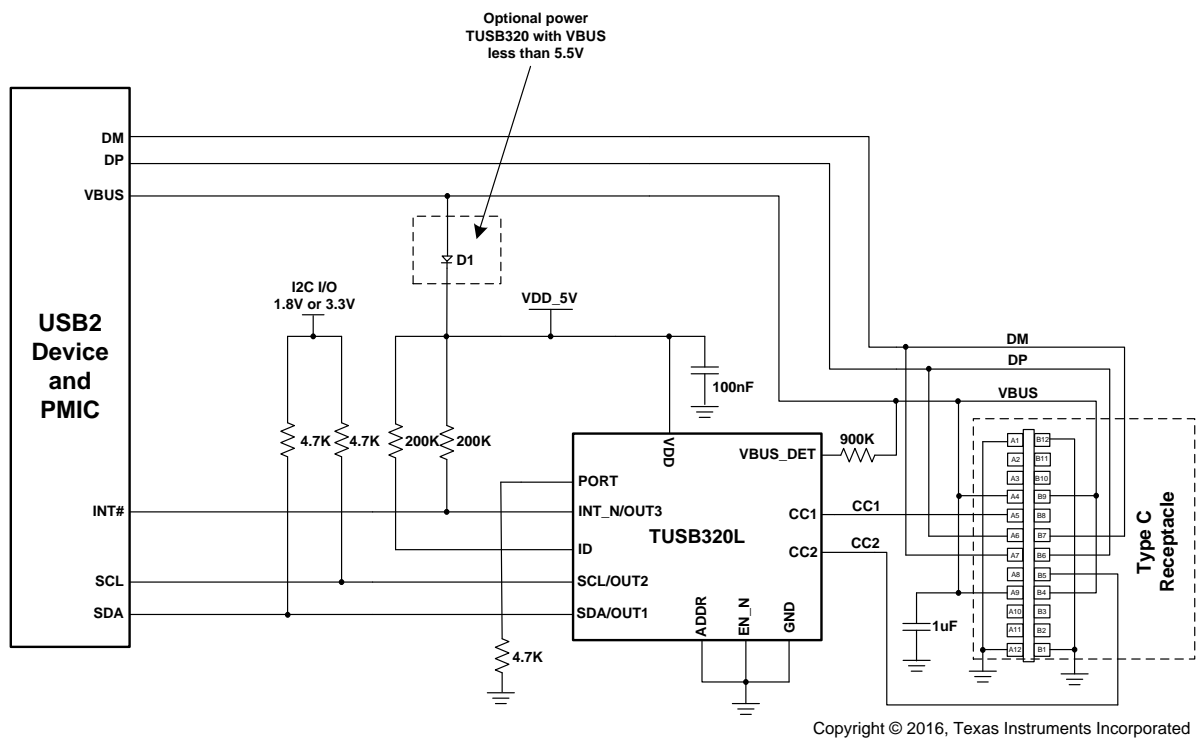 Optional power
TUSB320 with VBUS
less than 5.5V
DM
DP
VBUS
D1
I2C I/O
1.8V or 3.3V
VDD_5V
USB2
Device
and
PMIC
100nF
DM
DP
VBUS
4.7K
4.7K
200K
200K
VDD
VBUS_DET
900K
PORT
INT#
INT_N/OUT3
CC1
CC1
TUSB320L
ID
CC2
CC2
SCL
SCL/OUT2
SDA
SDA/OUT1
ADDR
EN_N
GND
4.7K
1uF
A1 B12
A2 B11
A3 B10
A4 B9
A5 B8
A6 B7
A7 B6
A8 B5
A9 B4
A10 B3
A11 B2
A12 B1
Type C
Receptacle
Copyright © 2016, Texas Instruments Incorporated